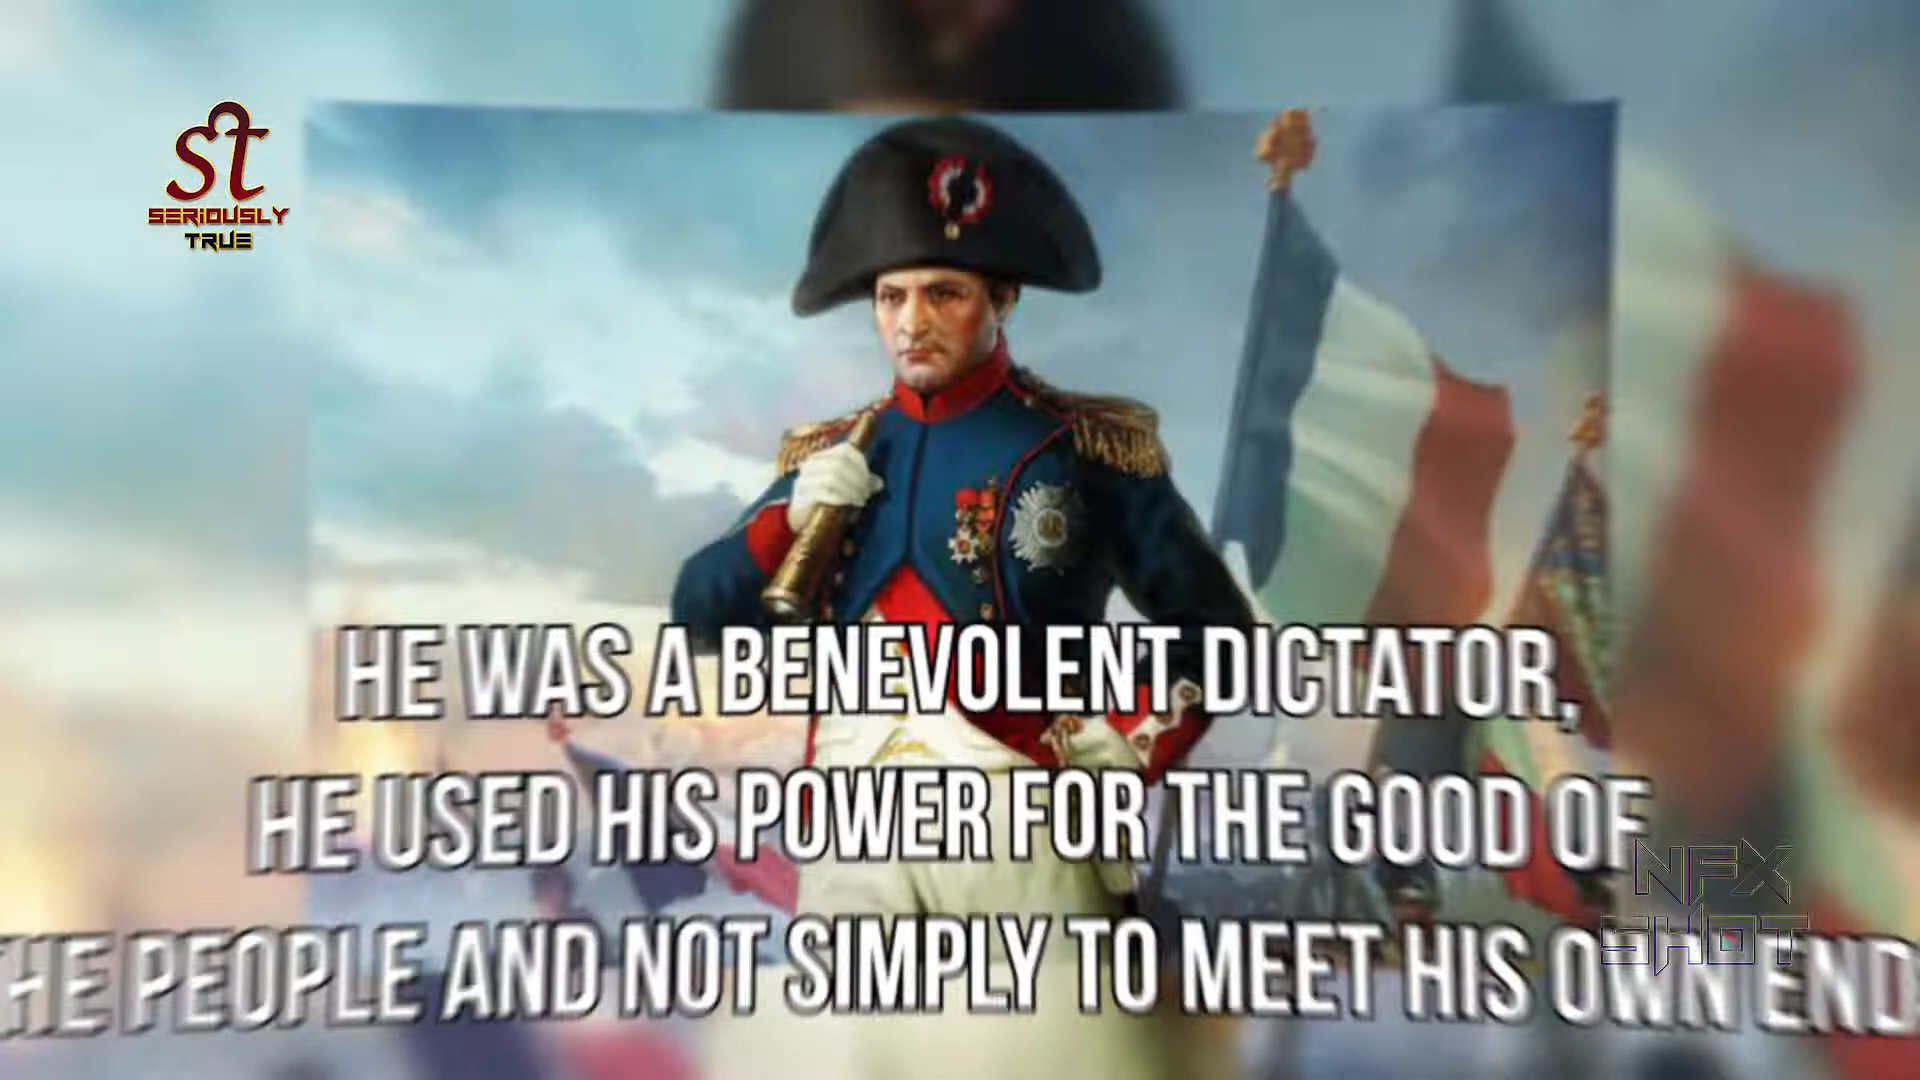 st
SERIOUSLY
TRUE
HE WAS A BENEVOLENT DICTATOR,
HE USED HIS POWER FOR THE GOOD OF
HE PEOPLE AND NOT SIMPLY TO MEET HIS OWN END
NFX
SHOT